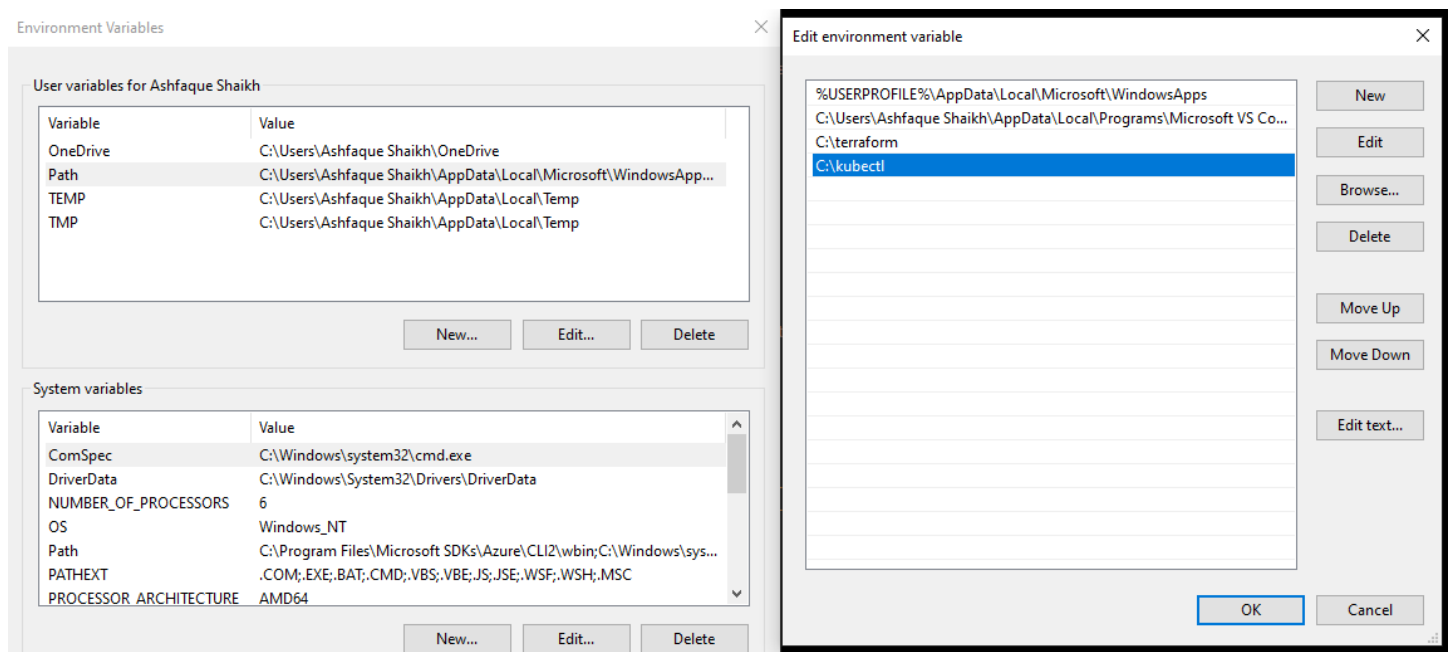 Environment Variables
User variables for Ashfaque Shaikh
Variable Value
OneDrive C:\Users\Ashfaque Shaikh\OneDrive
Path C:\Users\Ashfaque Shaikh\AppData\Local\Microsoft\WindowsApp...
TEMP C:\Users\Ashfaque Shaikh\AppData\Local\Temp
TMP C:\Users\Ashfaque Shaikh\AppData\Local\Temp
New... Edit... Delete
System variables
Variable Value
ComSpec C:\Windows\system32\cmd.exe
DriverData C:\Windows\System32\Drivers\DriverData
NUMBER_OF_PROCESSORS 6
OS Windows_NT
Path C:\Program Files\Microsoft SDKs\Azure\CLI2\wbin;C:\Windows\sys...
PATHEXT .COM;.EXE;.BAT;.CMD;.VBS;.VBE;.JS;.JSE;.WSF;.WSH;.MSC
PROCESSOR_ARCHITECTURE AMD64
New... Edit... Delete
Edit environment variable
%USERPROFILE%\AppData\Local\Microsoft\WindowsApps
C:\Users\Ashfaque Shaikh\AppData\Local\Programs\Microsoft VS Co...
C:\terraform
C:\kubectl
New
Edit
Browse...
Delete
Move Up
Move Down
Edit text...
OK Cancel